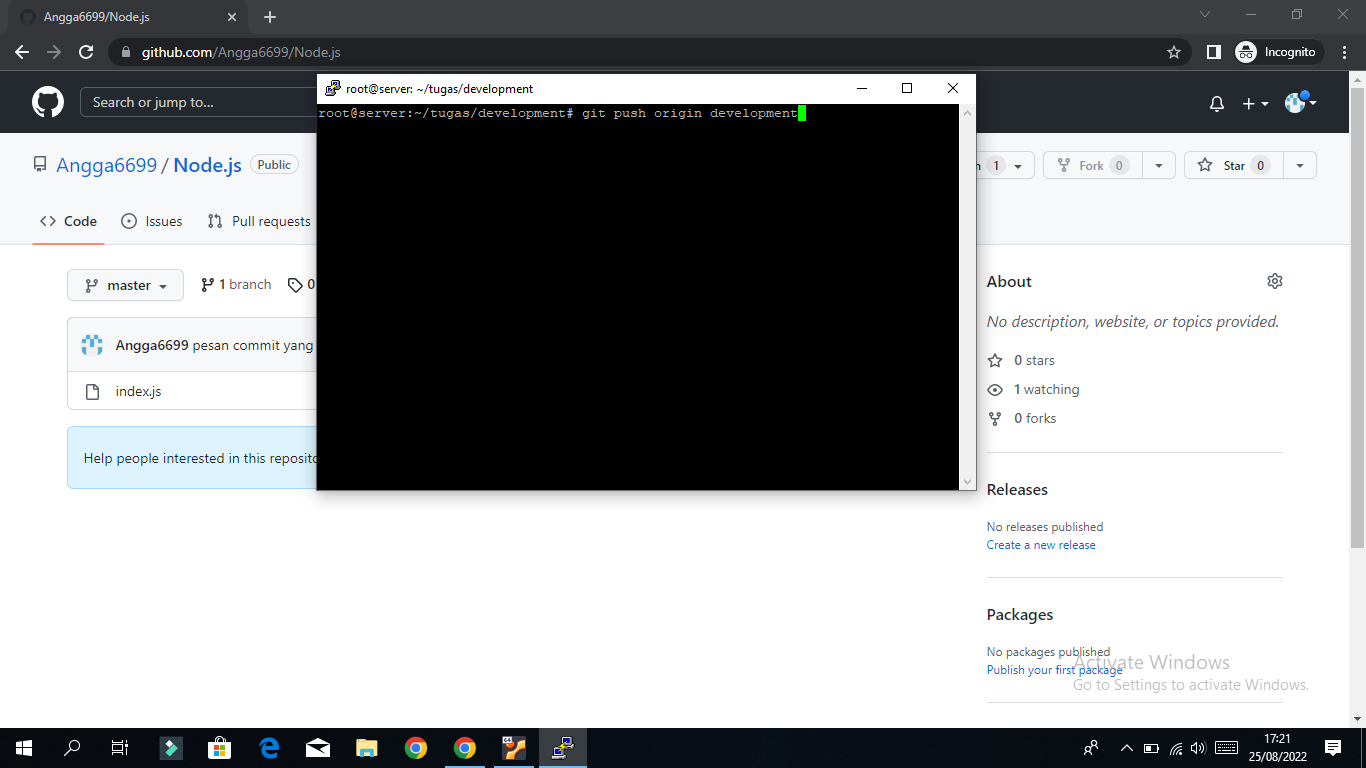 Angga6699/Node.js
github.com/Angga6699/Node.js
Incognito
Search or jump to...
root@server: ~/tugas/development
root@server:~/tugas/development# git push origin development
Angga6699 / Node.js
Public
1
Fork 0
Star 0
Code
Issues
Pull requests
master
1 branch
0
Angga6699 pesan commit yang
index.js
Help people interested in this
About
No description, website, or topics provided.
0 stars
1 watching
0 forks
Releases
No releases published
Create a new release
Packages
No packages published
Publish your first package
Activate Windows
Go to Settings to activate Windows.
64
17:21
25/08/2022